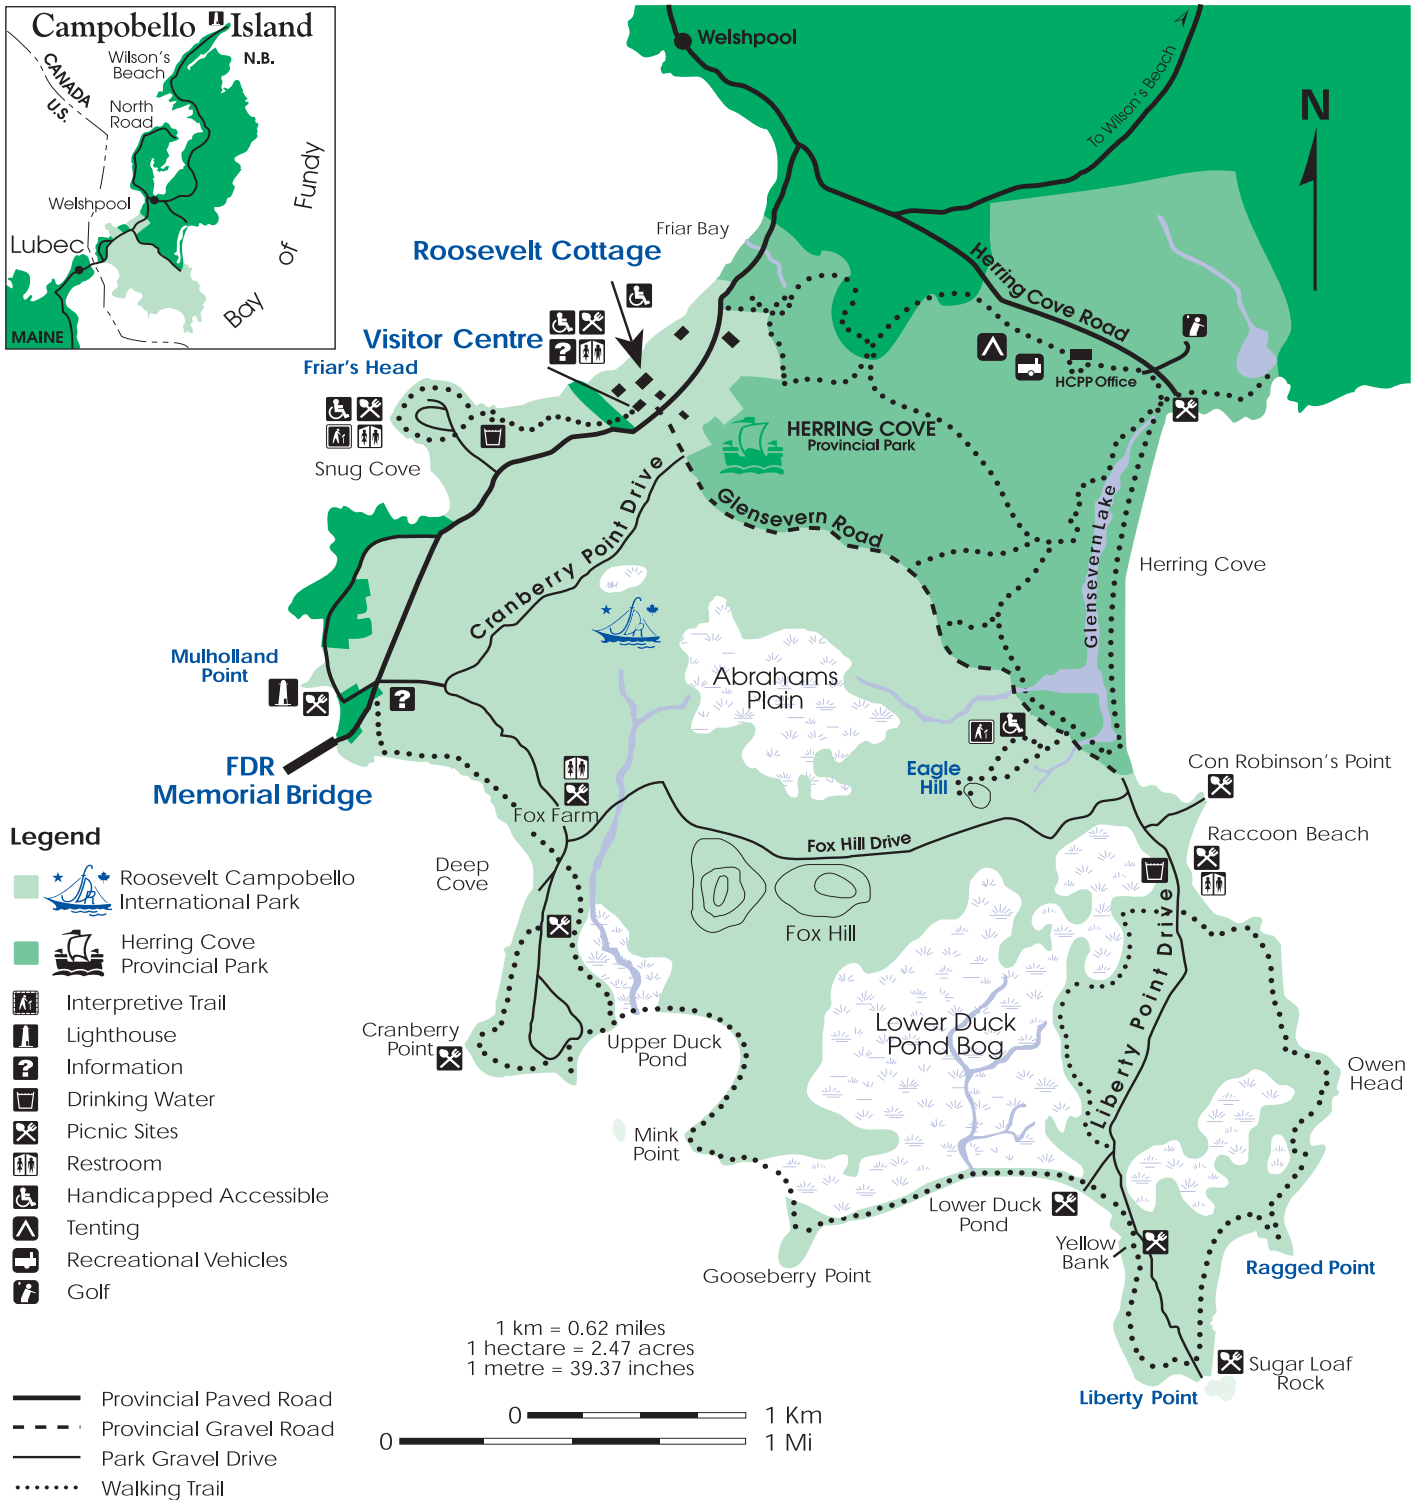 Campobello Island
Wilson's
Beach
N.B.
CANADA
U.S.
North
Road
Welshpool
Lubec
MAINE
Bay of Fundy
Welshpool
To Wilson's Beach
N
Friar Bay
Roosevelt Cottage
Herring Cove Road
Visitor Centre
Friar's Head
HCPP Office
HERRING COVE
Provincial Park
Snug Cove
Cranberry Point Drive
Glensevern Road
Glensevern Lake
Herring Cove
Mulholland
Point
Abrahams
Plain
FDR
Memorial Bridge
Eagle
Hill
Con Robinson's Point
Fox Farm
Fox Hill Drive
Raccoon Beach
Deep
Cove
Fox Hill
Liberty Point Drive
Cranberry
Point
Upper Duck
Pond
Lower Duck
Pond Bog
Owen
Head
Mink
Point
Lower Duck
Pond
Yellow
Bank
Gooseberry Point
Ragged Point
Sugar Loaf
Rock
Liberty Point
Legend
Roosevelt Campobello
International Park
Herring Cove
Provincial Park
Interpretive Trail
Lighthouse
? Information
Drinking Water
Picnic Sites
Restroom
Handicapped Accessible
Tenting
Recreational Vehicles
Golf
1 km = 0.62 miles
1 hectare = 2.47 acres
1 metre = 39.37 inches
Provincial Paved Road
Provincial Gravel Road
Park Gravel Drive
Walking Trail
0 1 Km
0 1 Mi